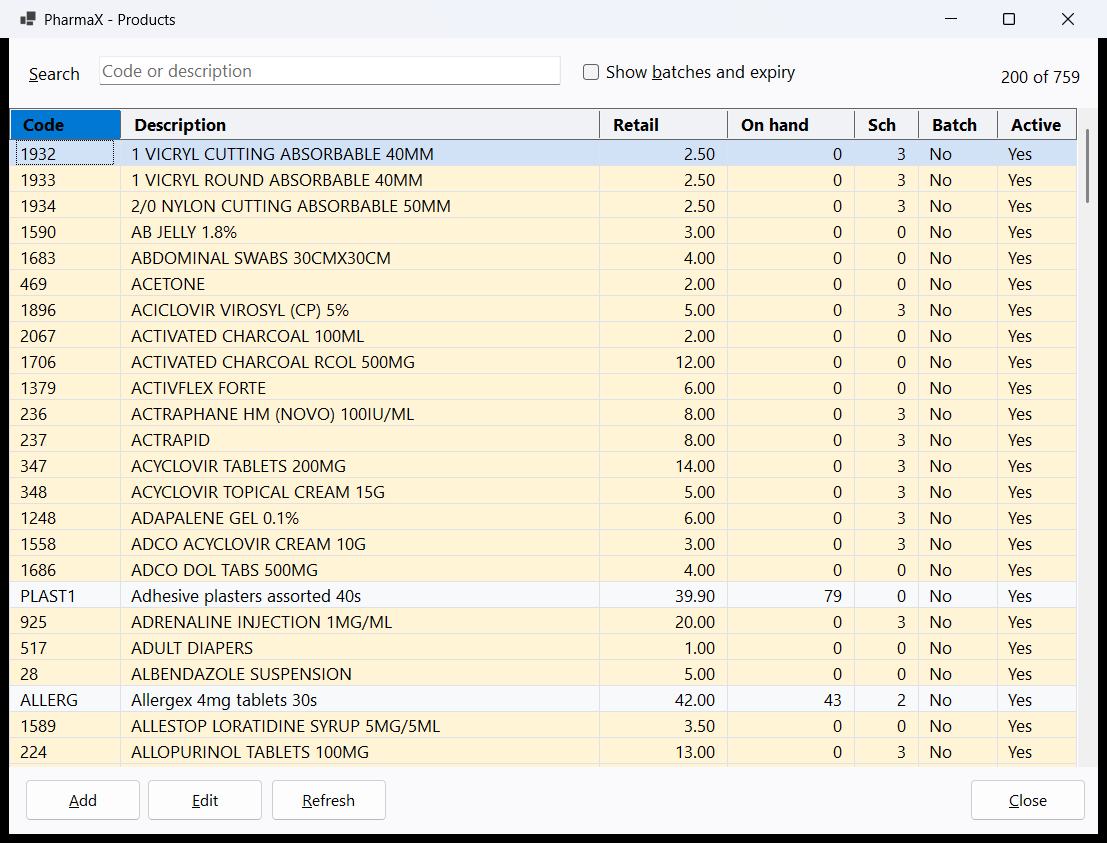 PharmaX - Products
Search Code or description Show batches and expiry 200 of 759
Code Description Retail On hand Sch Batch Active
1932 1 VICRYL CUTTING ABSORBABLE 40MM 2.50 0 3 No Yes
1933 1 VICRYL ROUND ABSORBABLE 40MM 2.50 0 3 No Yes
1934 2/0 NYLON CUTTING ABSORBABLE 50MM 2.50 0 3 No Yes
1590 AB JELLY 1.8% 3.00 0 0 No Yes
1683 ABDOMINAL SWABS 30CMX30CM 4.00 0 0 No Yes
469 ACETONE 2.00 0 0 No Yes
1896 ACICLOVIR VIROSYL (CP) 5% 5.00 0 3 No Yes
2067 ACTIVATED CHARCOAL 100ML 2.00 0 0 No Yes
1706 ACTIVATED CHARCOAL RCOL 500MG 12.00 0 0 No Yes
1379 ACTIVFLEX FORTE 6.00 0 0 No Yes
236 ACTRAPHANE HM (NOVO) 100IU/ML 8.00 0 3 No Yes
237 ACTRAPID 8.00 0 3 No Yes
347 ACYCLOVIR TABLETS 200MG 14.00 0 3 No Yes
348 ACYCLOVIR TOPICAL CREAM 15G 5.00 0 3 No Yes
1248 ADAPALENE GEL 0.1% 6.00 0 3 No Yes
1558 ADCO ACYCLOVIR CREAM 10G 3.00 0 3 No Yes
1686 ADCO DOL TABS 500MG 4.00 0 0 No Yes
PLAST1 Adhesive plasters assorted 40s 39.90 79 0 No Yes
925 ADRENALINE INJECTION 1MG/ML 20.00 0 3 No Yes
517 ADULT DIAPERS 1.00 0 0 No Yes
28 ALBENDAZOLE SUSPENSION 5.00 0 0 No Yes
ALLERG Allergex 4mg tablets 30s 42.00 43 2 No Yes
1589 ALLESTOP LORATIDINE SYRUP 5MG/5ML 3.50 0 0 No Yes
224 ALLOPURINOL TABLETS 100MG 13.00 0 3 No Yes
Add Edit Refresh Close